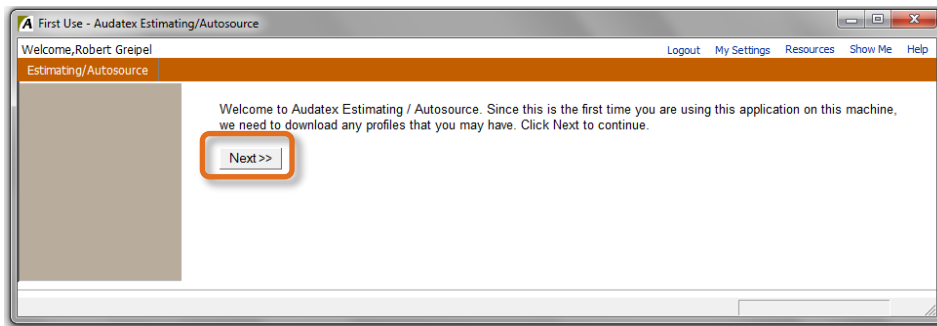 First Use - Audatex Estimating/Autosource
Welcome,Robert Greipel
Logout My Settings Resources Show Me Help
Estimating/Autosource
Welcome to Audatex Estimating / Autosource. Since this is the first time you are using this application on this machine,
we need to download any profiles that you may have. Click Next to continue.
Next>>